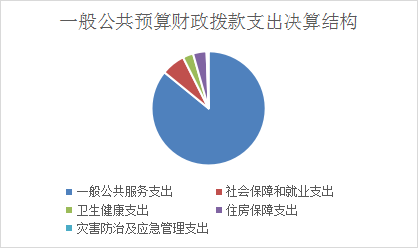 一般公共预算财政拨款支出决算结构
一般公共服务支出 社会保障和就业支出
卫生健康支出 住房保障支出
灾害防治及应急管理支出